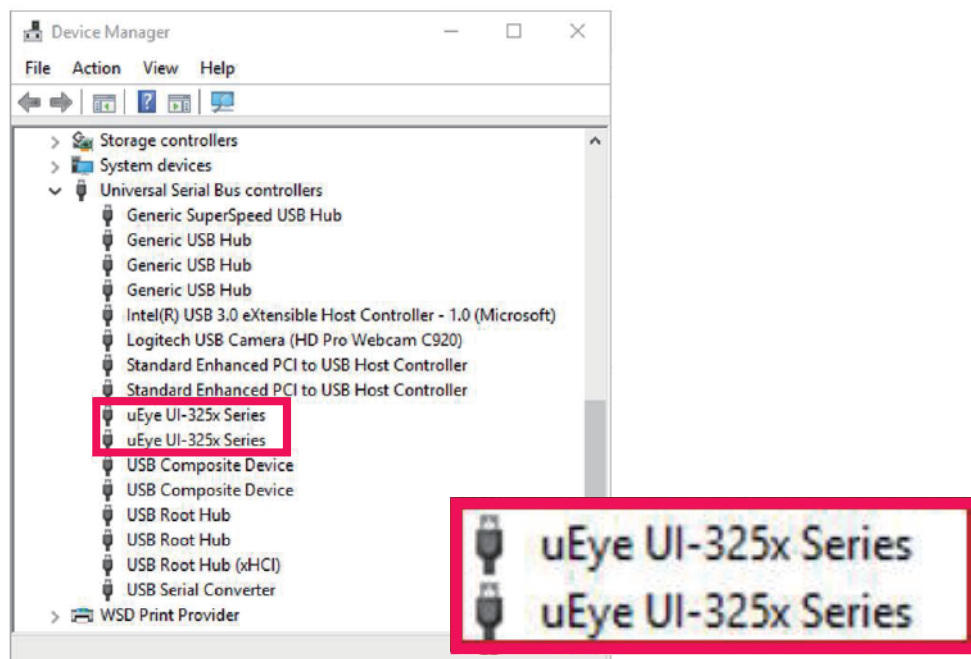 Device Manager
File Action View Help
Storage controllers
System devices
Universal Serial Bus controllers
Generic SuperSpeed USB Hub
Generic USB Hub
Generic USB Hub
Generic USB Hub
Intel(R) USB 3.0 eXtensible Host Controller - 1.0 (Microsoft)
Logitech USB Camera (HD Pro Webcam C920)
Standard Enhanced PCI to USB Host Controller
Standard Enhanced PCI to USB Host Controller
uEye UI-325x Series
uEye UI-325x Series
USB Composite Device
USB Composite Device
USB Root Hub
USB Root Hub
USB Root Hub (xHCI)
USB Serial Converter
WSD Print Provider
uEye UI-325x Series
uEye UI-325x Series